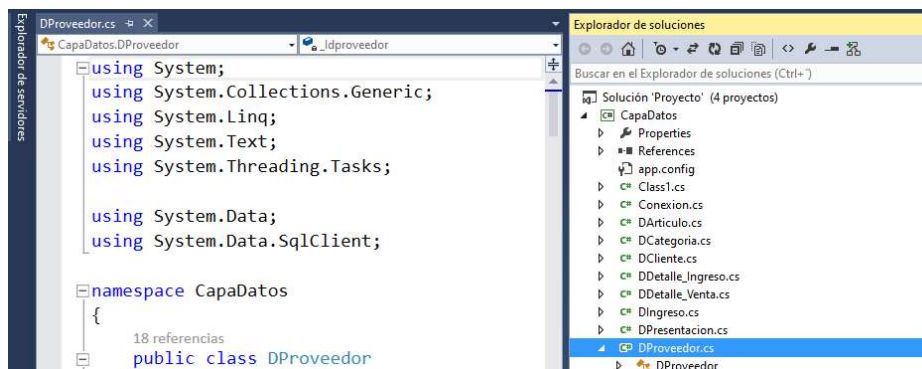 Explorador de servidores
DProveedor.cs
CapaDatos.DProveedor
_Idproveedor
using System;
using System.Collections.Generic;
using System.Linq;
using System.Text;
using System.Threading.Tasks;
using System.Data;
using System.Data.SqlClient;
namespace CapaDatos
{
18 referencias
public class DProveedor
Explorador de soluciones
Buscar en el Explorador de soluciones (Ctrl+¨)
Solución 'Proyecto' (4 proyectos)
C# CapaDatos
Properties
References
app.config
C# Class1.cs
C# Conexion.cs
C# DArticulo.cs
C# DCategoria.cs
C# DCliente.cs
C# DDetalle_Ingreso.cs
C# DDetalle_Venta.cs
C# DIngreso.cs
C# DPresentacion.cs
C# DProveedor.cs
DProveedor